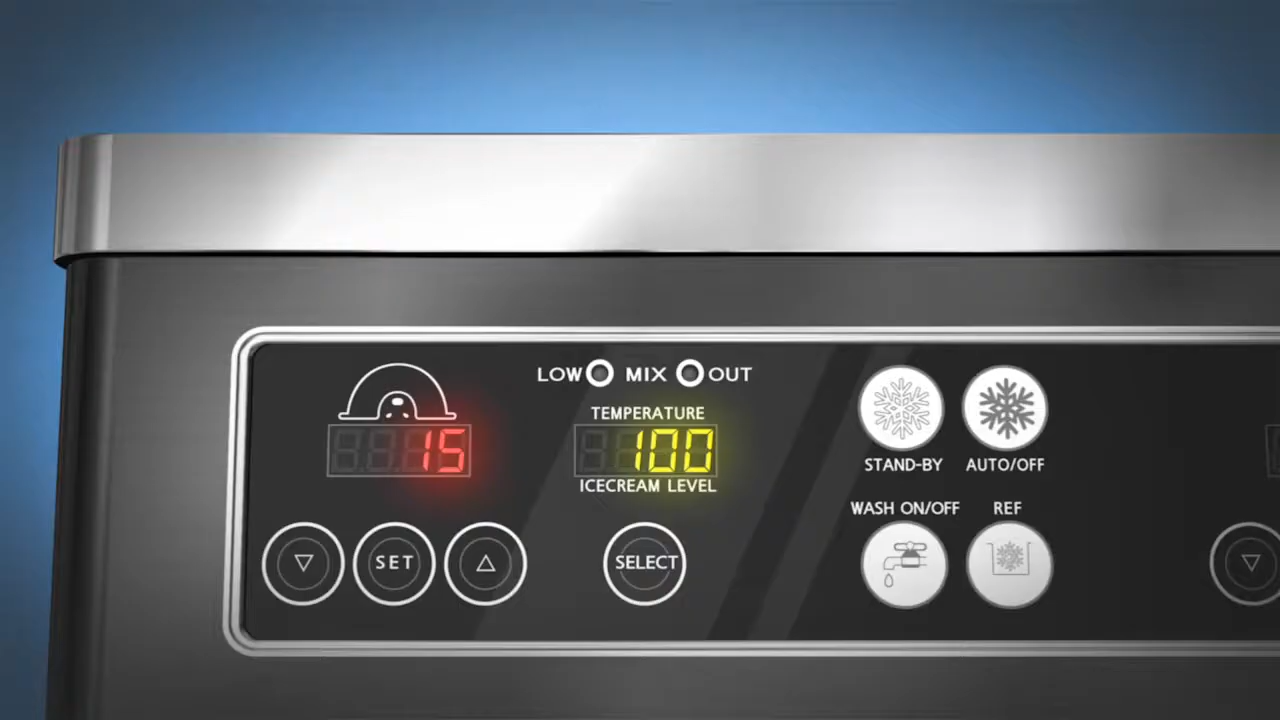 LOW MIX OUT
TEMPERATURE
15
100
ICECREAM LEVEL
STAND-BY
AUTO/OFF
WASH ON/OFF
REF
SET
SELECT